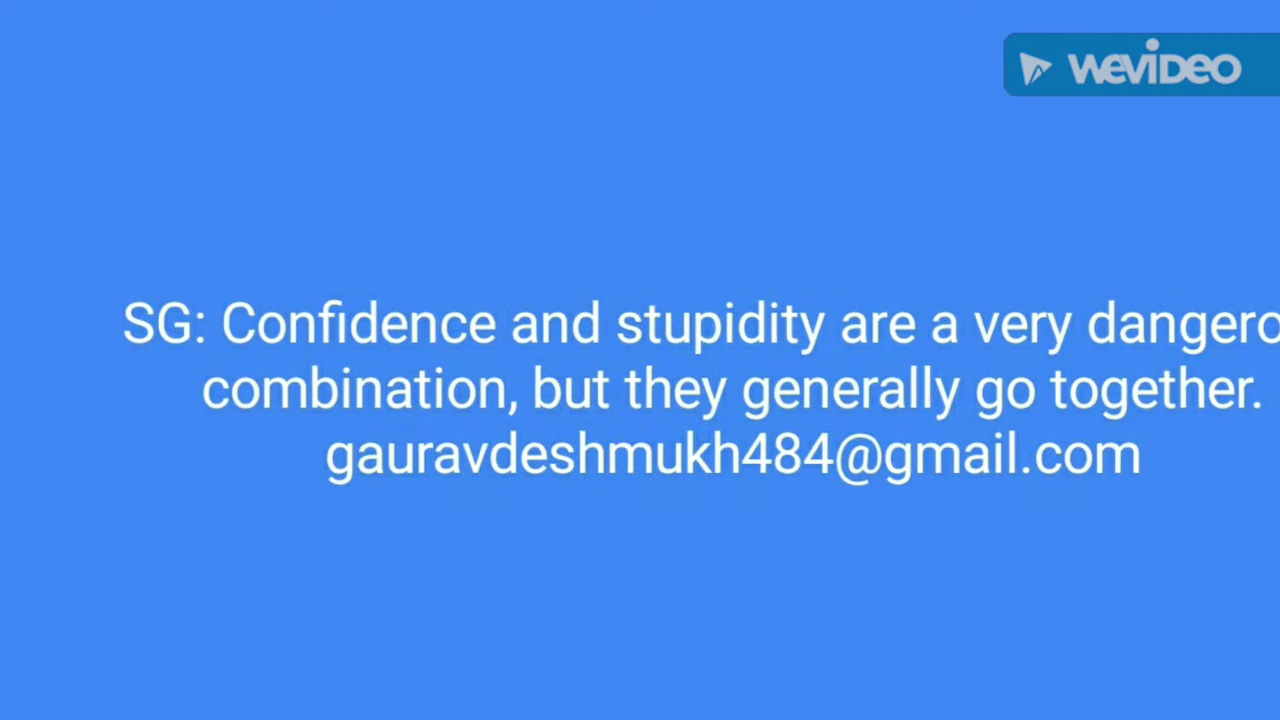 WeVideo
SG: Confidence and stupidity are a very dangero
combination, but they generally go together.
gauravdeshmukh484@gmail.com